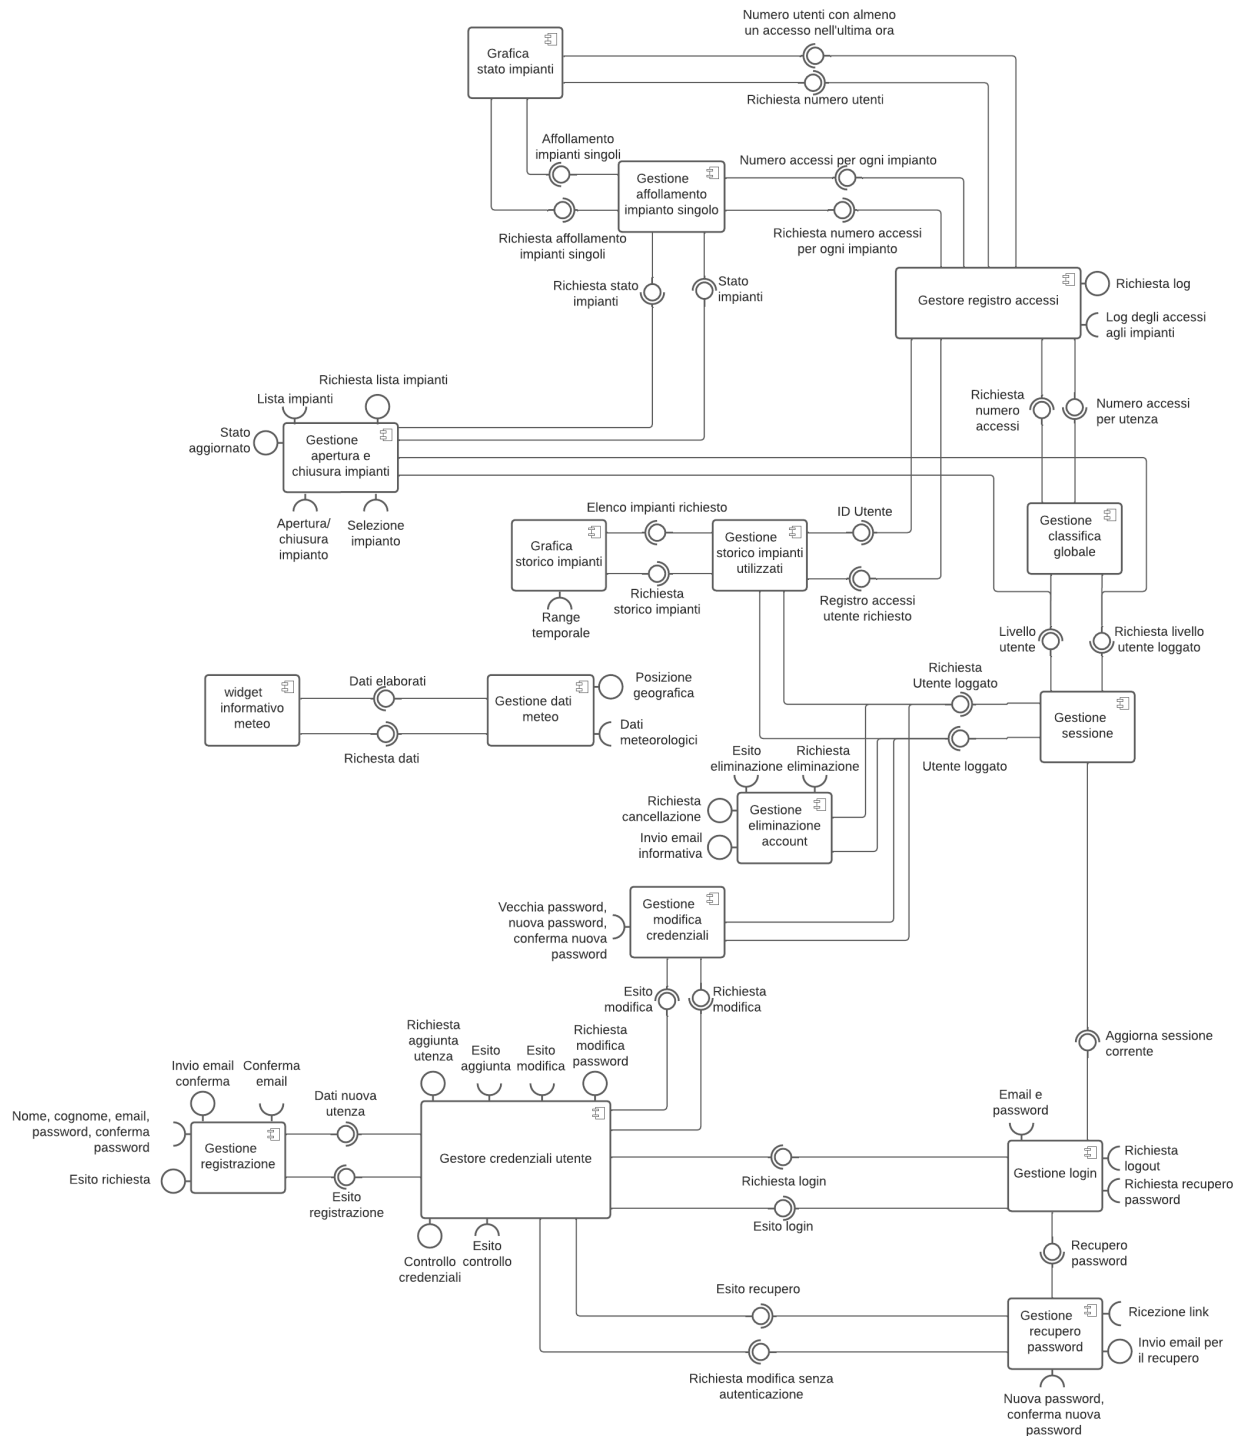 Numero utenti con almeno
un accesso nell'ultima ora
Grafica
stato impianti
Richiesta numero utenti
Affollamento
impianti singoli
Numero accessi per ogni impianto
Gestione
affollamento
impianto singolo
Richiesta affollamento
impianti singoli
Richiesta numero accessi
per ogni impianto
Richiesta stato
impianti
Stato
impianti
Gestore registro accessi
Richiesta log
Log degli accessi
agli impianti
Richiesta lista impianti
Lista impianti
Stato
aggiornato
Gestione
apertura e
chiusura impianti
Richiesta
numero
accessi
Numero accessi
per utenza
Apertura/
chiusura
impianto
Selezione
impianto
Elenco impianti richiesto
ID Utente
Gestione
classifica
globale
Grafica
storico impianti
Gestione
storico impianti
utilizzati
Richiesta
storico impianti
Registro accessi
utente richiesto
Range
temporale
Livello
utente
Richiesta livello
utente loggato
Richiesta
Utente loggato
widget
informativo
meteo
Dati elaborati
Gestione dati
meteo
Posizione
geografica
Dati
meteorologici
Richesta dati
Gestione
sessione
Utente loggato
Esito
eliminazione
Richiesta
eliminazione
Richiesta
cancellazione
Invio email
informativa
Gestione
eliminazione
account
Vecchia password,
nuova password,
conferma nuova
password
Gestione
modifica
credenziali
Esito
modifica
Richiesta
modifica
Richiesta
aggiunta
utenza
Esito
aggiunta
Esito
modifica
Richiesta
modifica
password
Aggiorna sessione
corrente
Invio email
conferma
Conferma
email
Dati nuova
utenza
Nome, cognome, email,
password, conferma
password
Gestione
registrazione
Esito richiesta
Esito
registrazione
Gestore credenziali utente
Email e
password
Gestione login
Richiesta
logout
Richiesta recupero
password
Richiesta login
Esito login
Controllo
credenziali
Esito
controllo
Recupero
password
Esito recupero
Gestione
recupero
password
Ricezione link
Invio email per
il recupero
Richiesta modifica senza
autenticazione
Nuova password,
conferma nuova
password